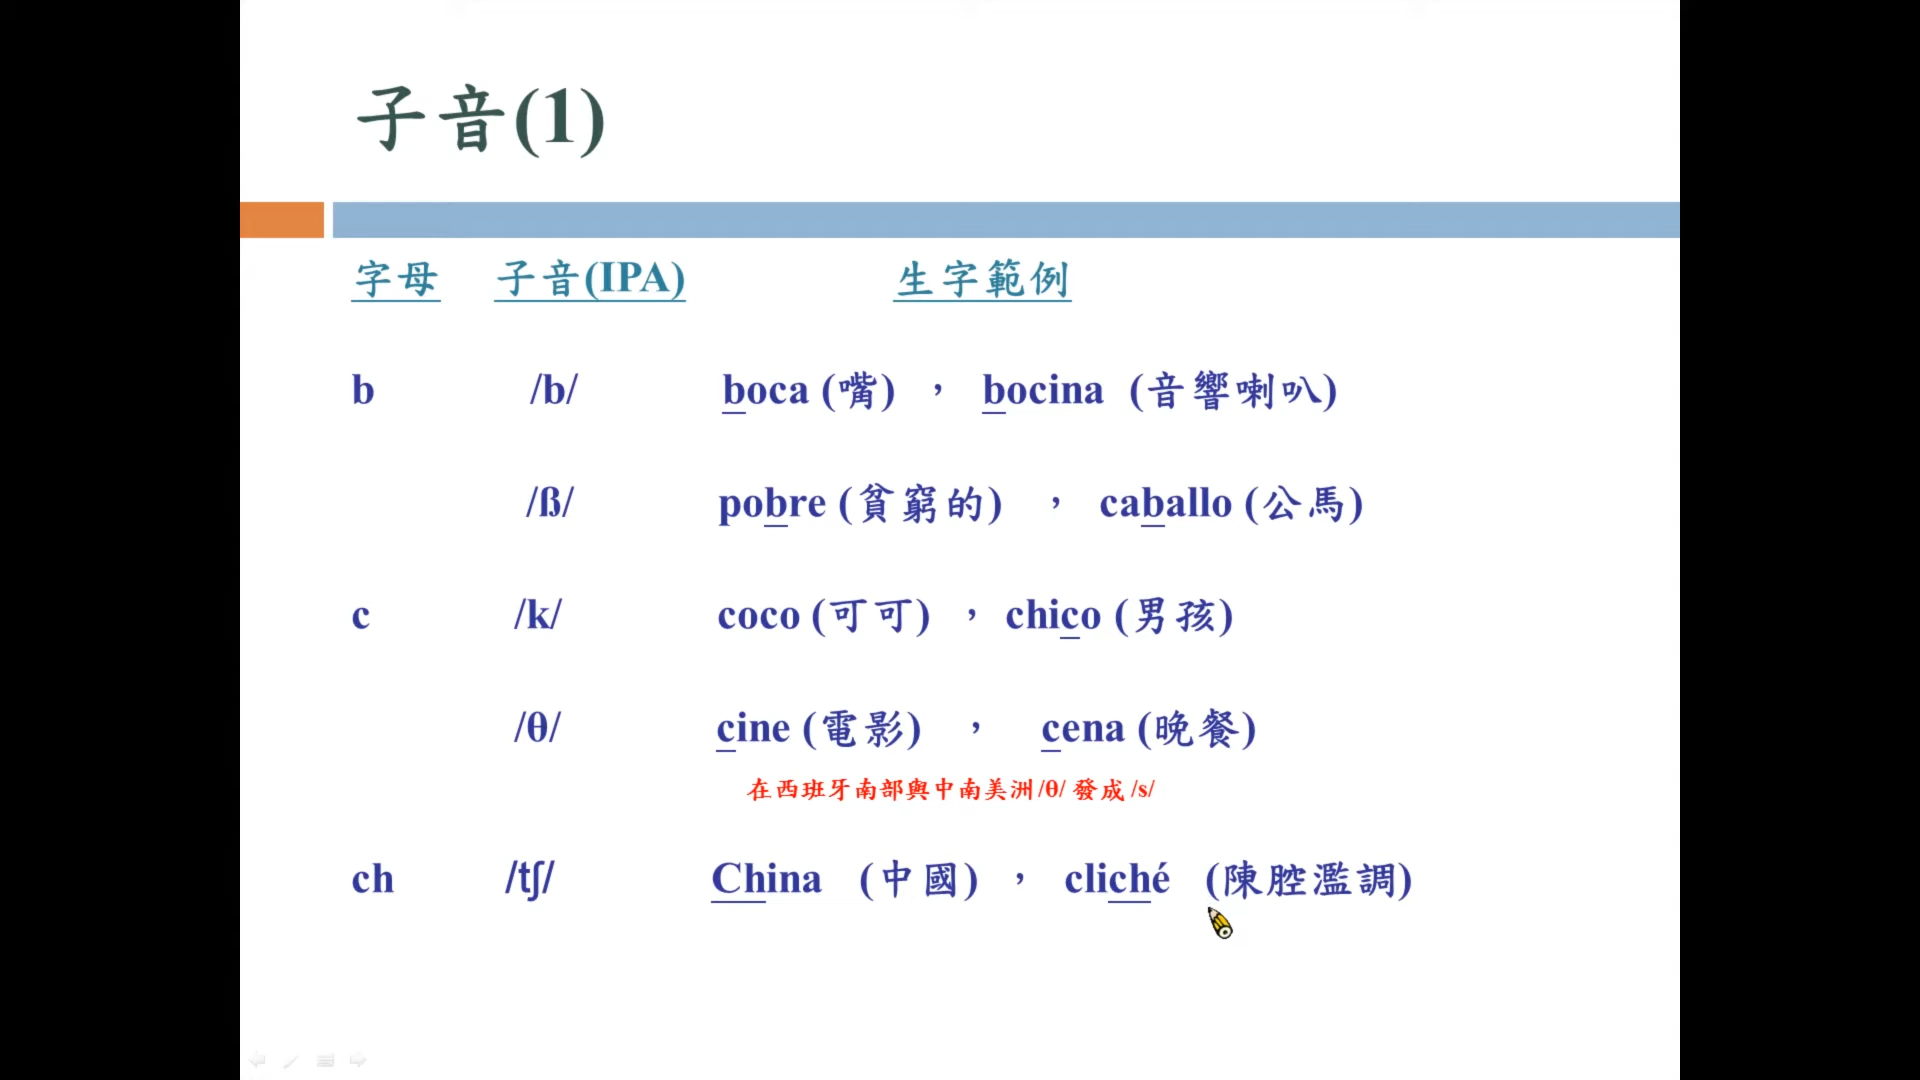 子音(1)
字母 子音(IPA) 生字範例
b /b/ boca (嘴) , bocina (音響喇叭)
/ß/ pobre (貧窮的) , caballo (公馬)
c /k/ coco (可可) , chico (男孩)
/θ/ cine (電影) , cena (晚餐)
在西班牙南部與中南美洲/θ/ 發成 /s/
ch /tʃ/ China (中國) , cliché (陳腔濫調)